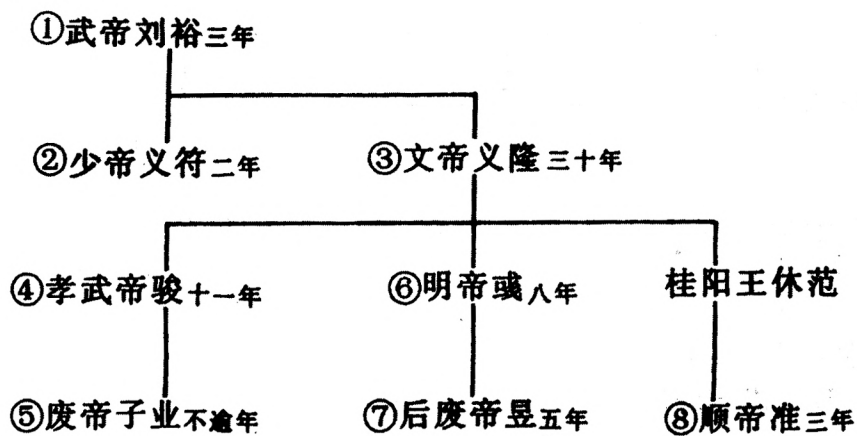 ①武帝刘裕三年
②少帝义符二年 ③文帝义隆三十年
④孝武帝骏十一年 ⑥明帝彧八年 桂阳王休范
⑤废帝子业不逾年 ⑦后废帝昱五年 ⑧顺帝准三年